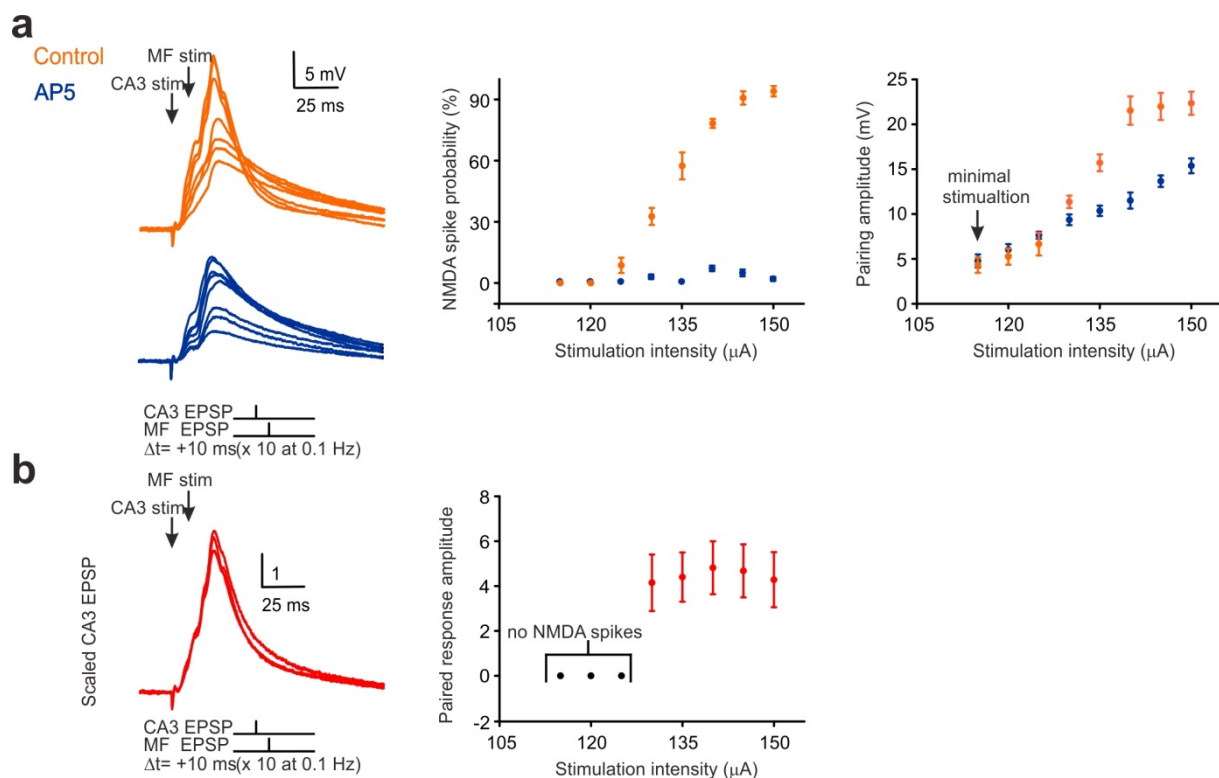 a
Control
AP5
MF stim
CA3 stim
5 mV
25 ms
CA3 EPSP
MF EPSP
Δt= +10 ms(x 10 at 0.1 Hz)
NMDA spike probability (%)
90
60
30
0
105
120
135
150
Stimulation intensity (μA)
Pairing amplitude (mV)
25
20
15
10
5
0
minimal
stimualtion
105
120
135
150
Stimulation intensity (μA)
b
MF stim
CA3 stim
Scaled CA3 EPSP
1
25 ms
CA3 EPSP
MF EPSP
Δt= +10 ms(x 10 at 0.1 Hz)
Paired response amplitude
8
6
4
2
0
-2
no NMDA spikes
105
120
135
150
Stimulation intensity (μA)